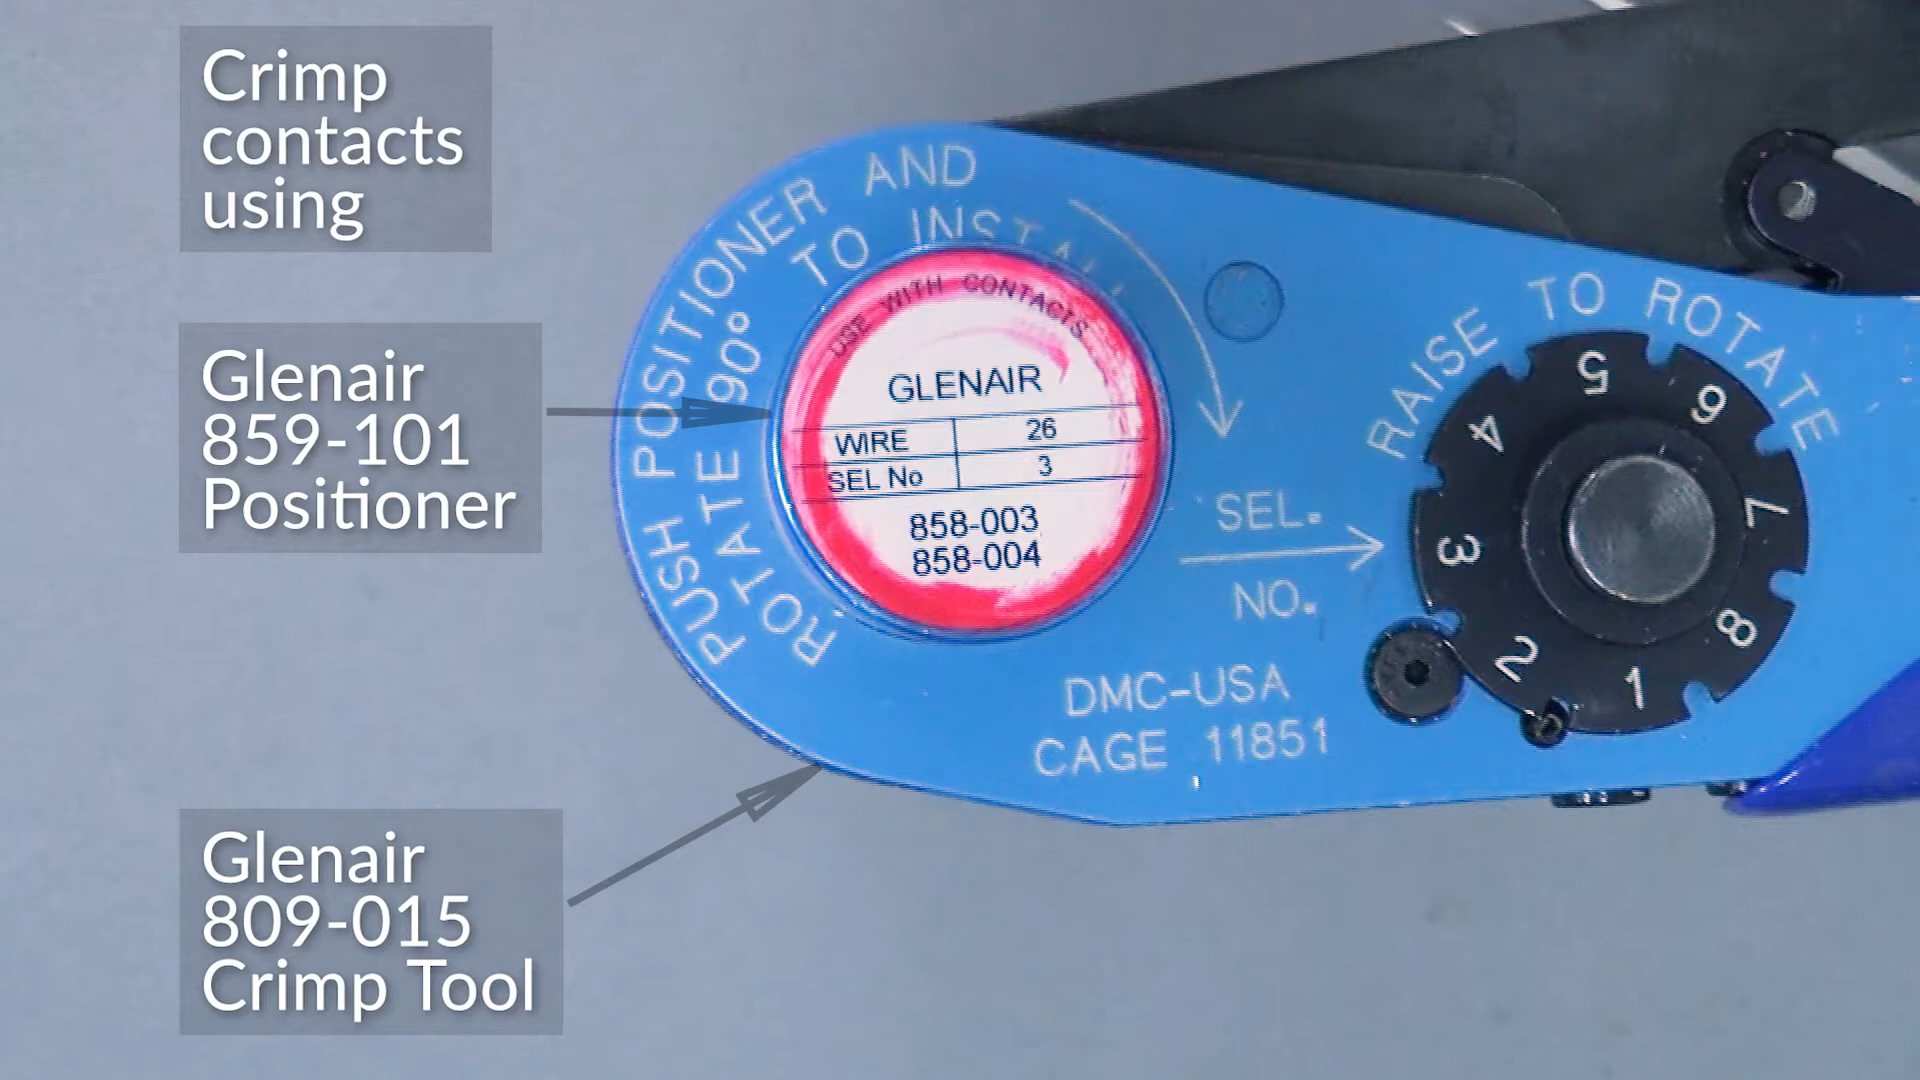 Crimp
contacts
using
Glenair
859-101
Positioner
Glenair
809-015
Crimp Tool
PUSH POSITIONER AND
ROTATE 90° TO INSTALL
USE WITH CONTACTS
GLENAIR
WIRE 26
SEL No 3
858-003
858-004
SEL.
NO.
RAISE TO ROTATE
1 2 3 4 5 6 7 8
DMC-USA
CAGE 11851